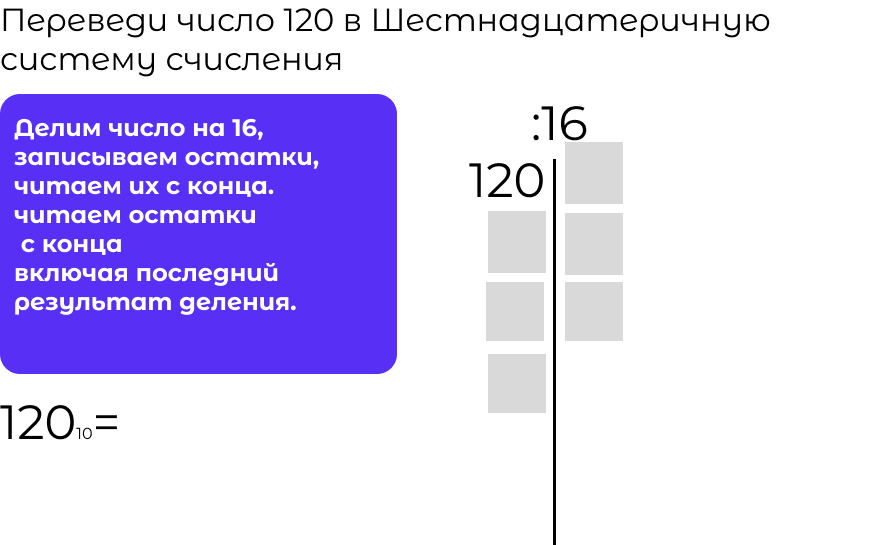 Переведи число 120 в Шестнадцатеричную
систему счисления
Делим число на 16,
записываем остатки,
читаем их с конца.
читаем остатки
с конца
включая последний
результат деления.
:16
120
120₁₀=